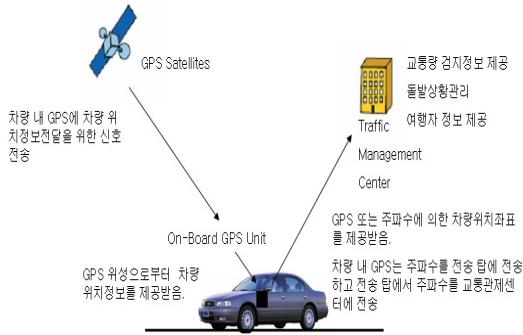 GPS Satellites
교통량 검지정보 제공
돌발상황관리
여행자 정보 제공
Traffic
Management
Center
차량 내 GPS에 차량 위
치정보전달을 위한 신호
전송
On-Board GPS Unit
GPS 위성으로부터 차량
위치정보를 제공받음.
GPS 또는 주파수에 의한 차량위치좌표
를 제공받음.
차량 내 GPS는 주파수를 전송 탑에 전송
하고 전송 탑에서 주파수를 교통관제센
터에 전송